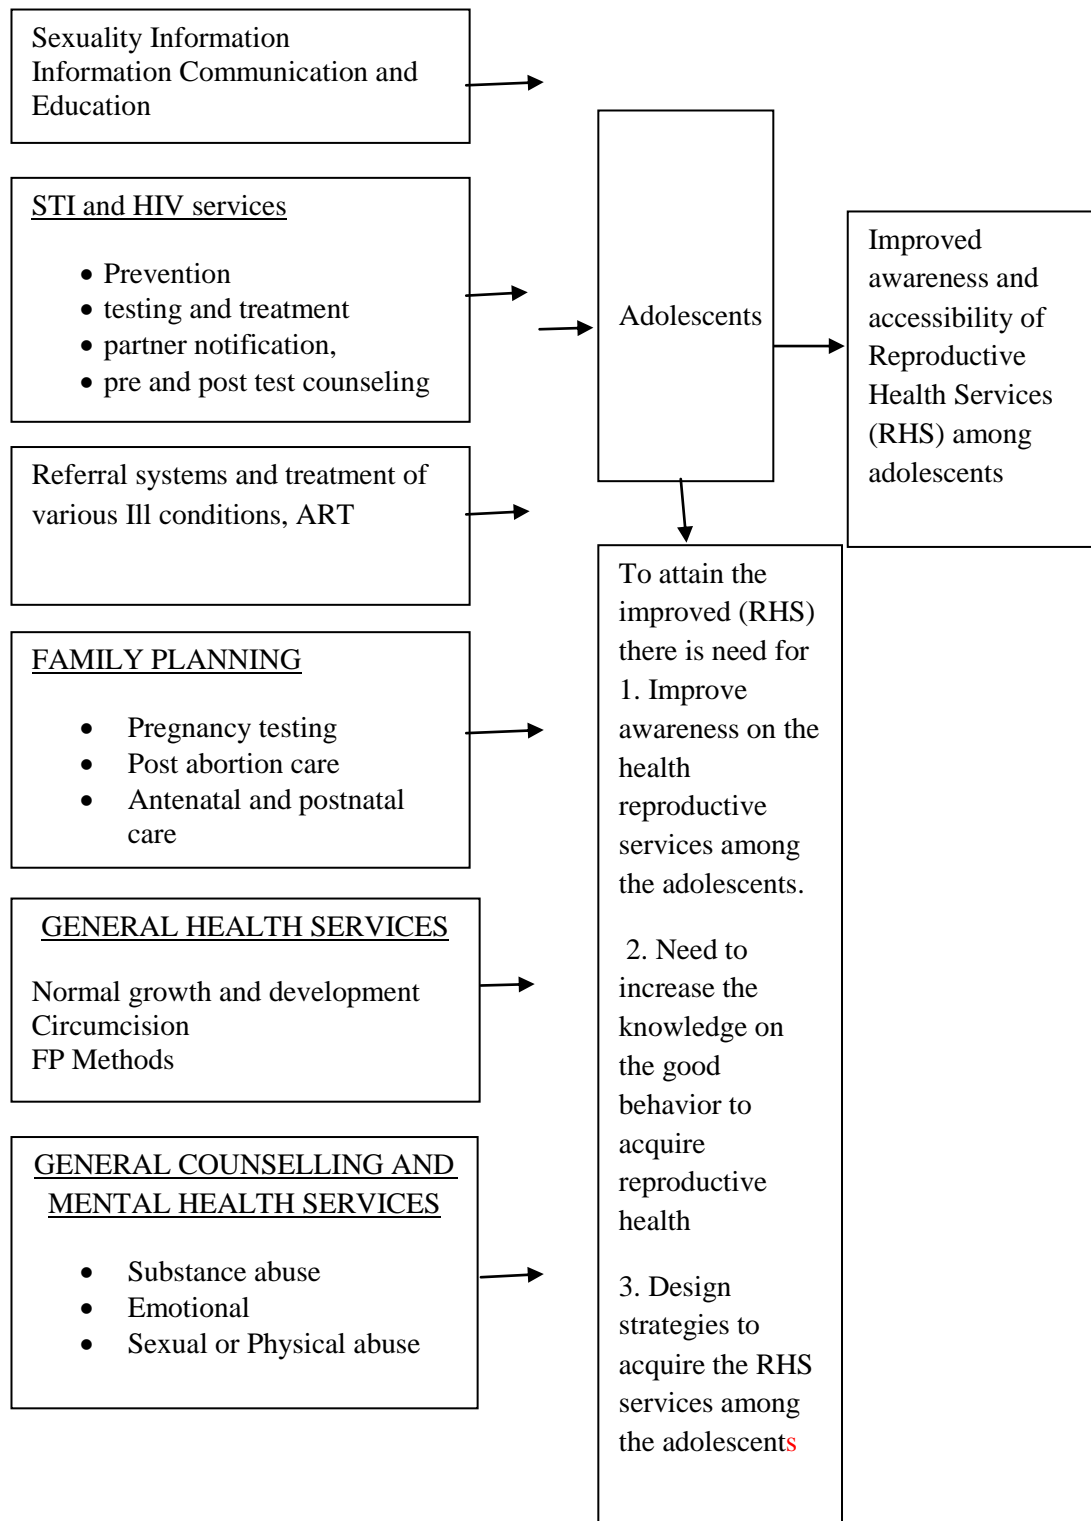 Sexuality Information
Information Communication and
Education
STI and HIV services
• Prevention
• testing and treatment
• partner notification,
• pre and post test counseling
Referral systems and treatment of
various Ill conditions, ART
FAMILY PLANNING
• Pregnancy testing
• Post abortion care
• Antenatal and postnatal
care
GENERAL HEALTH SERVICES
Normal growth and development
Circumcision
FP Methods
GENERAL COUNSELLING AND
MENTAL HEALTH SERVICES
• Substance abuse
• Emotional
• Sexual or Physical abuse
Adolescents
Improved
awareness and
accessibility of
Reproductive
Health Services
(RHS) among
adolescents
To attain the
improved (RHS)
there is need for
1. Improve
awareness on the
health
reproductive
services among
the adolescents.
2. Need to
increase the
knowledge on
the good
behavior to
acquire
reproductive
health
3. Design
strategies to
acquire the RHS
services among
the adolescents